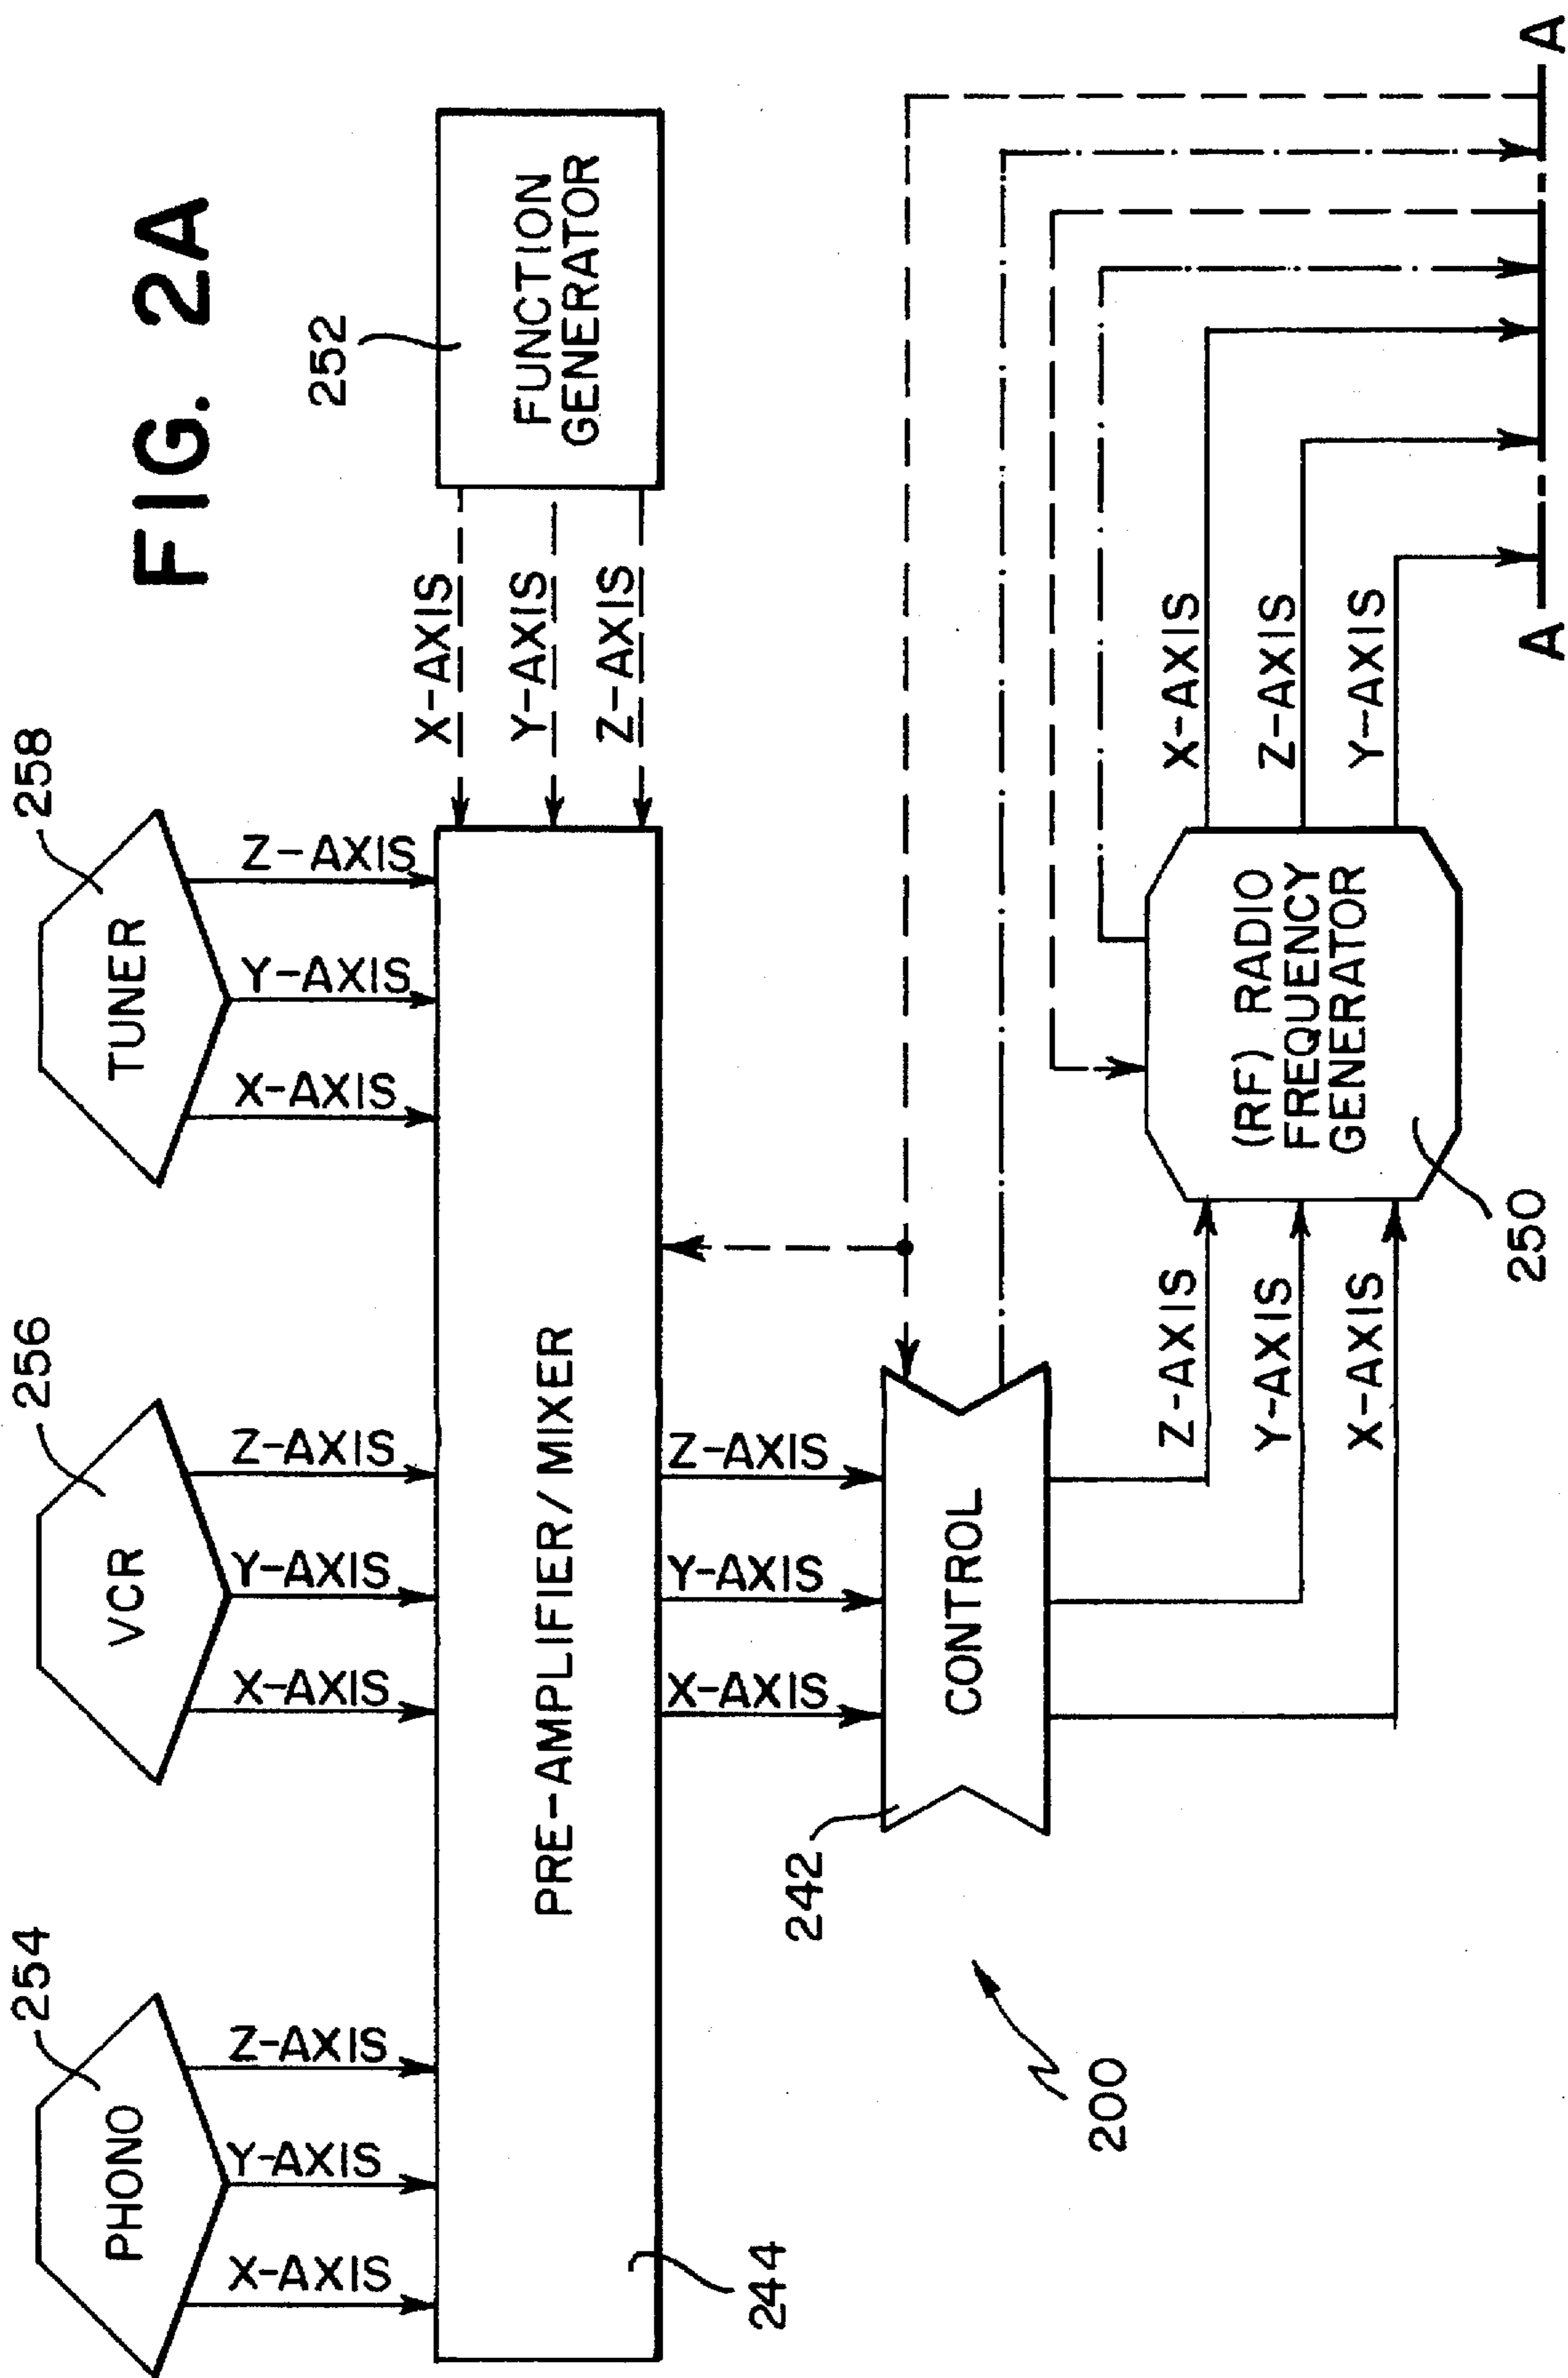 FIG. 2A
254
256
258
PHONO
VCR
TUNER
252
X-AXIS
Y-AXIS
Z-AXIS
X-AXIS
Y-AXIS
Z-AXIS
X-AXIS
Y-AXIS
Z-AXIS
X-AXIS
Y-AXIS
Z-AXIS
FUNCTION
GENERATOR
PRE-AMPLIFIER/MIXER
244
X-AXIS
Y-AXIS
Z-AXIS
242
CONTROL
200
Z-AXIS
Y-AXIS
X-AXIS
(RF) RADIO
FREQUENCY
GENERATOR
250
X-AXIS
Z-AXIS
Y-AXIS
A
A